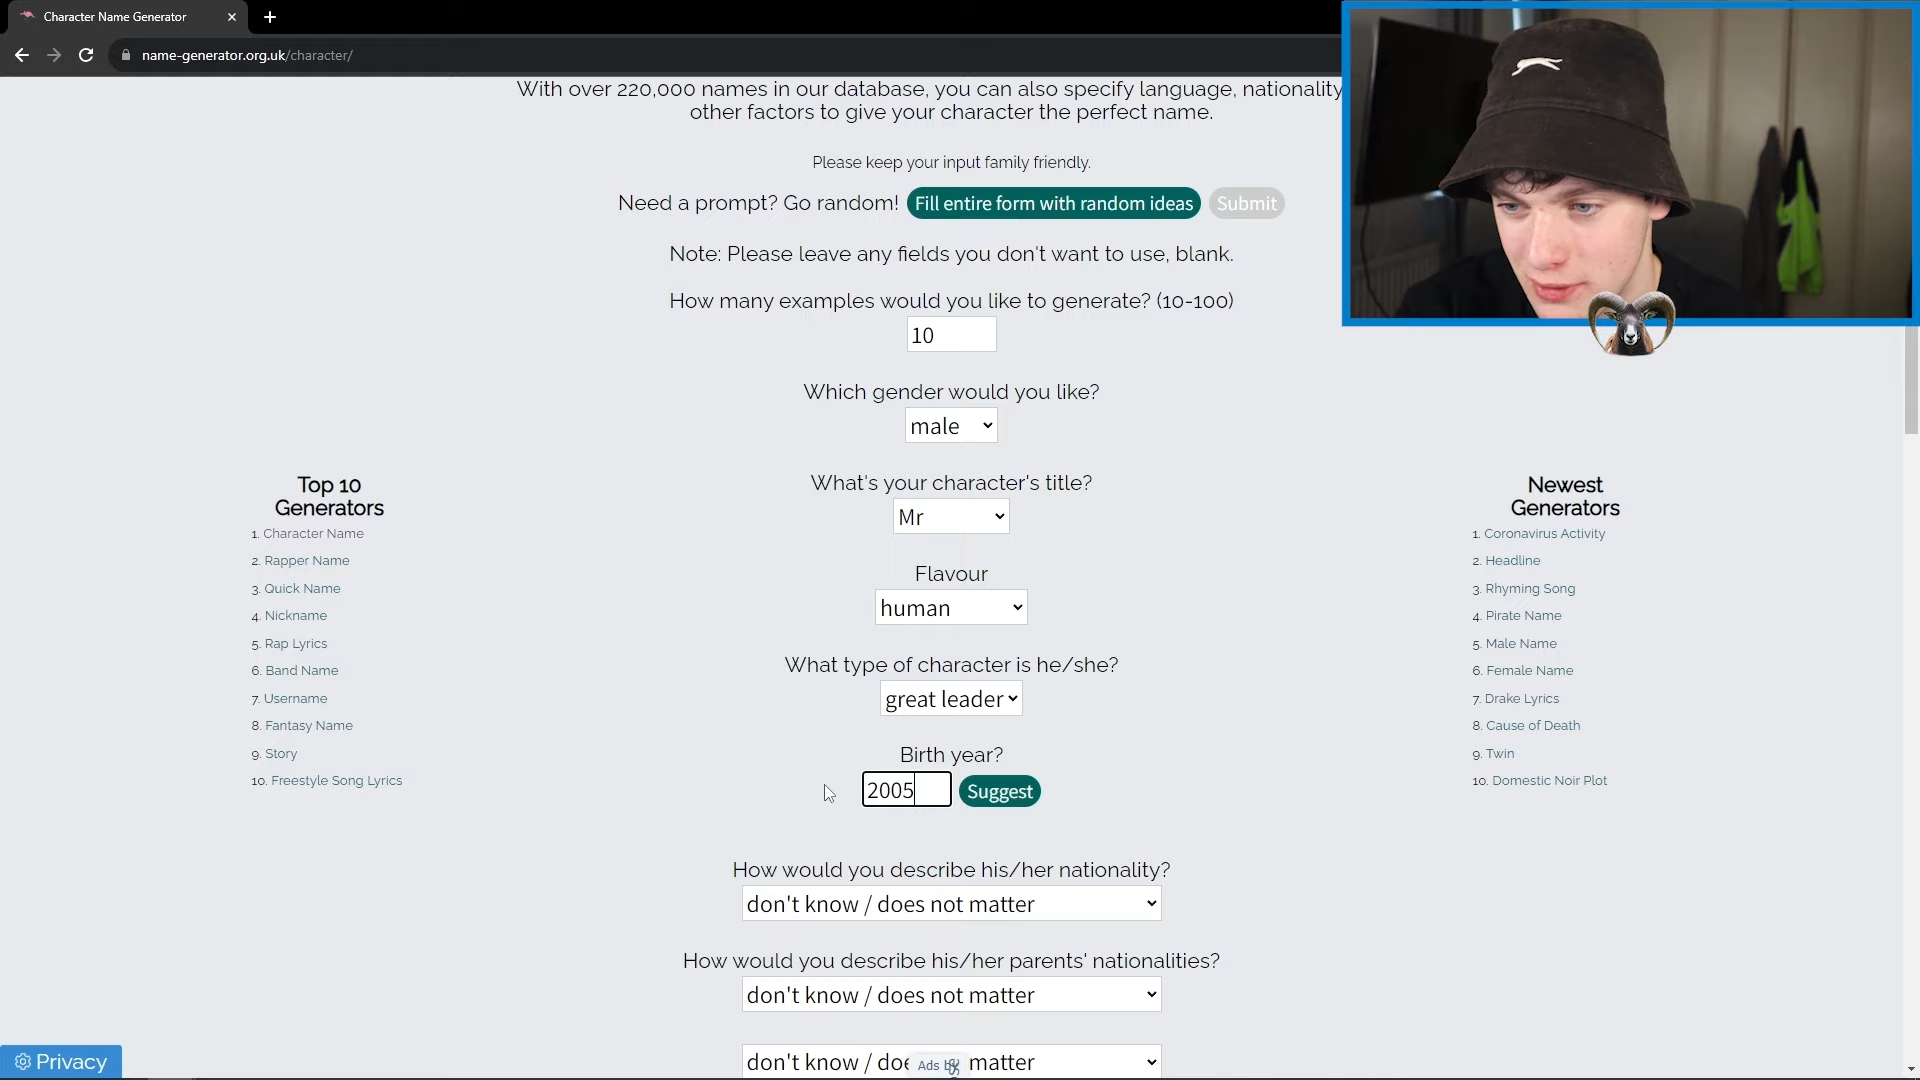 Character Name Generator
name-generator.org.uk/character/
With over 220,000 names in our database, you can also specify language, nationality
other factors to give your character the perfect name.
Please keep your input family friendly.
Need a prompt? Go random! Fill entire form with random ideas Submit
Note: Please leave any fields you don't want to use, blank.
How many examples would you like to generate? (10-100)
10
Which gender would you like?
male
What's your character's title?
Mr
Flavour
human
What type of character is he/she?
great leader
Birth year?
2005 Suggest
How would you describe his/her nationality?
don't know / does not matter
How would you describe his/her parents' nationalities?
don't know / does not matter
don't know / doe matter
Ads by
Top 10
Generators
1. Character Name
2. Rapper Name
3. Quick Name
4. Nickname
5. Rap Lyrics
6. Band Name
7. Username
8. Fantasy Name
9. Story
10. Freestyle Song Lyrics
Newest
Generators
1. Coronavirus Activity
2. Headline
3. Rhyming Song
4. Pirate Name
5. Male Name
6. Female Name
7. Drake Lyrics
8. Cause of Death
9. Twin
10. Domestic Noir Plot
Privacy